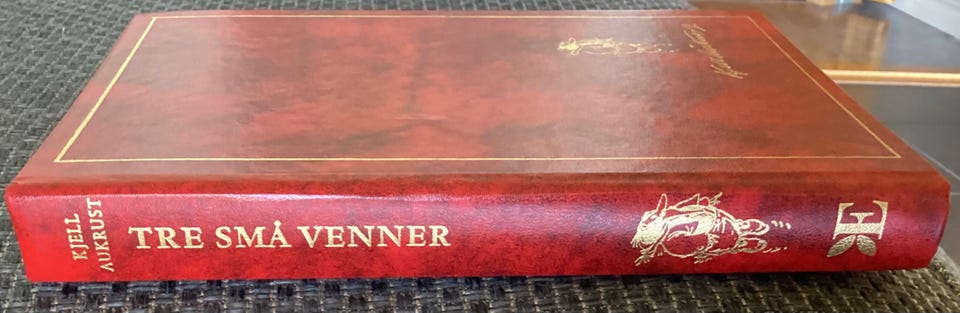 KJELL
AUKRUST
TRE SMÅ VENNER
E